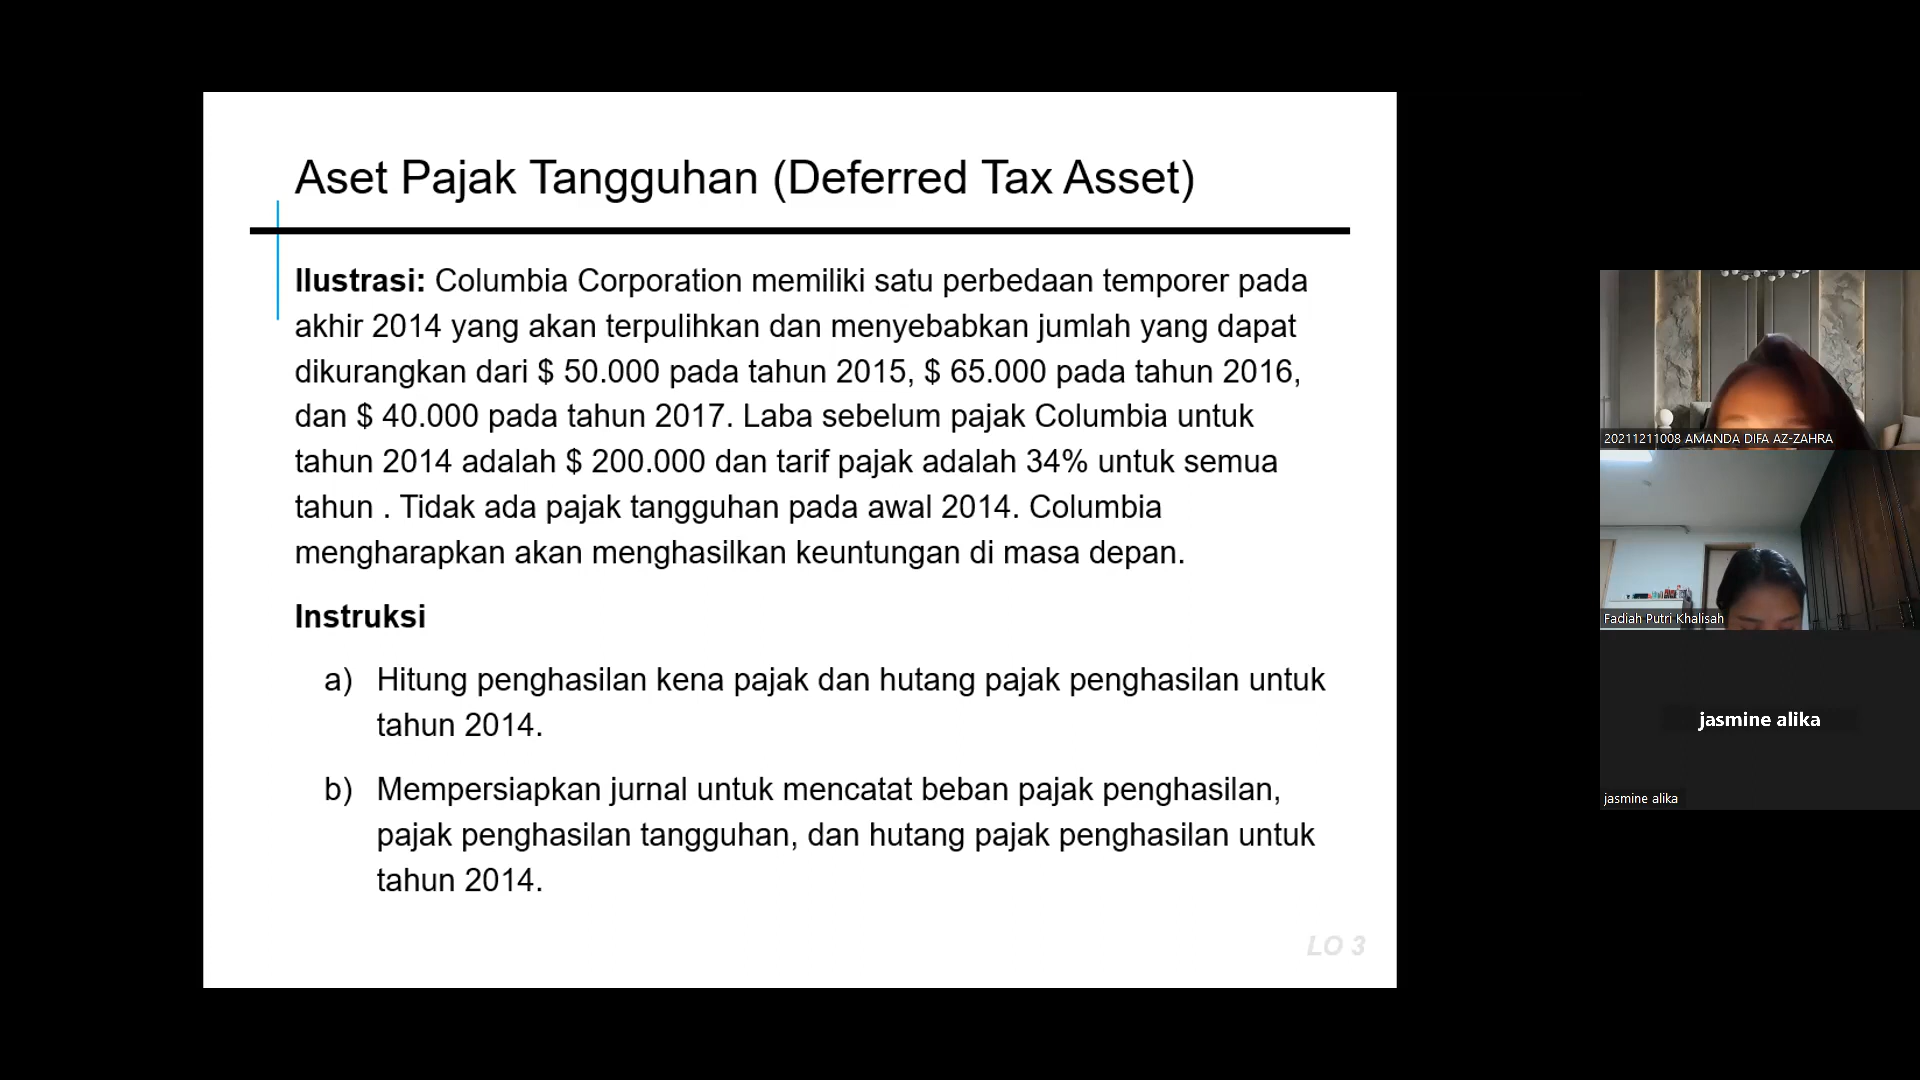 Aset Pajak Tangguhan (Deferred Tax Asset)
Ilustrasi: Columbia Corporation memiliki satu perbedaan temporer pada
akhir 2014 yang akan terpulihkan dan menyebabkan jumlah yang dapat
dikurangkan dari $ 50.000 pada tahun 2015, $ 65.000 pada tahun 2016,
dan $ 40.000 pada tahun 2017. Laba sebelum pajak Columbia untuk
tahun 2014 adalah $ 200.000 dan tarif pajak adalah 34% untuk semua
tahun . Tidak ada pajak tangguhan pada awal 2014. Columbia
mengharapkan akan menghasilkan keuntungan di masa depan.
Instruksi
a) Hitung penghasilan kena pajak dan hutang pajak penghasilan untuk
tahun 2014.
b) Mempersiapkan jurnal untuk mencatat beban pajak penghasilan,
pajak penghasilan tangguhan, dan hutang pajak penghasilan untuk
tahun 2014.
LO 3
20211211008 AMANDA DIFA AZ-ZAHRA
Fadiah Putri Khalisah
jasmine alika
jasmine alika